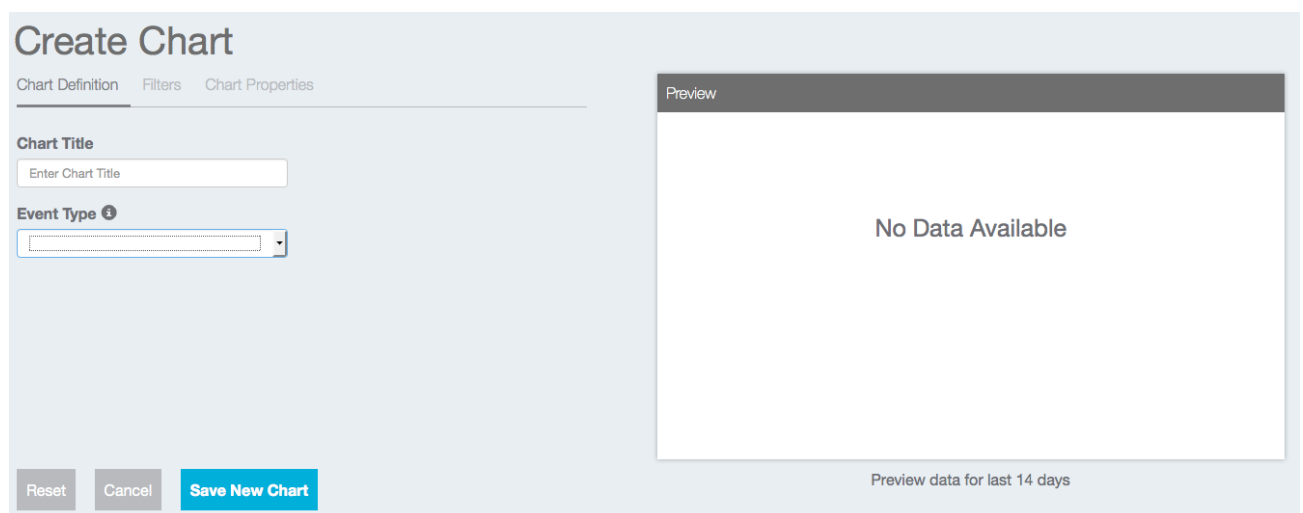 Create Chart
Chart Definition Filters Chart Properties
Chart Title
Enter Chart Title
Event Type
Reset Cancel Save New Chart
Preview
No Data Available
Preview data for last 14 days